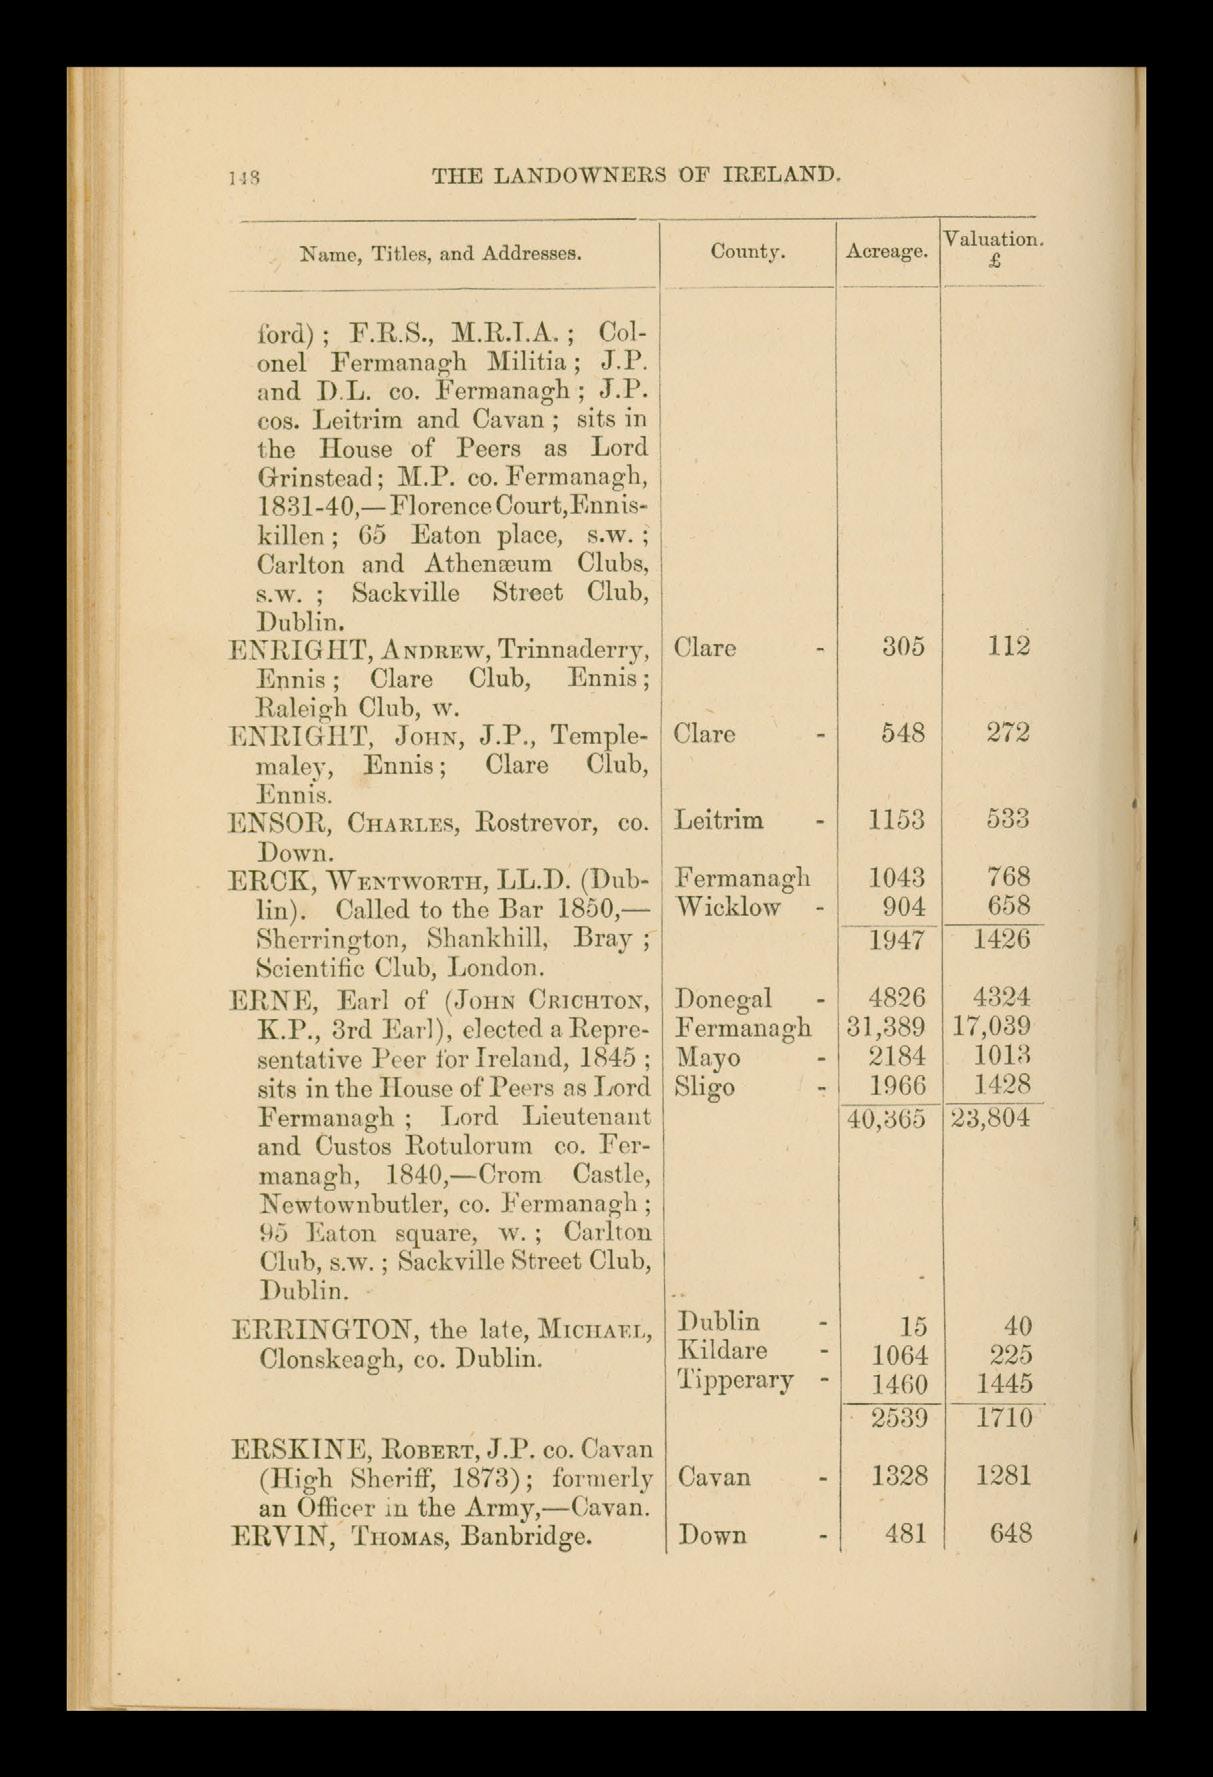 148 THE LANDOWNERS OF IRELAND.
Name, Titles, and Addresses. County. Acreage. Valuation. £
ford) ; F.R.S., M.R.I.A. ; Col-
onel Fermanagh Militia ; J.P.
and D.L. co. Fermanagh ; J.P.
cos. Leitrim and Cavan ; sits in
the House of Peers as Lord
Grinstead ; M.P. co. Fermanagh,
1831-40,—Florence Court, Ennis-
killen ; 65 Eaton place, s.w. ;
Carlton and Athenæum Clubs,
s.w. ; Sackville Street Club,
Dublin.
ENRIGHT, ANDREW, Trinnaderry, Clare - 305 112
Ennis ; Clare Club, Ennis ;
Raleigh Club, w.
ENRIGHT, JOHN, J.P., Temple- Clare - 548 272
maley, Ennis ; Clare Club,
Ennis.
ENSOR, CHARLES, Rostrevor, co. Leitrim - 1153 533
Down.
ERCK, WENTWORTH, LL.D. (Dub- Fermanagh 1043 768
lin). Called to the Bar 1850,— Wicklow - 904 658
Sherrington, Shankhill, Bray ; 1947 1426
Scientific Club, London.
ERNE, Earl of (JOHN CRICHTON, Donegal - 4826 4324
K.P., 3rd Earl), elected a Repre- Fermanagh 31,389 17,039
sentative Peer for Ireland, 1845 ; Mayo - 2184 1013
sits in the House of Peers as Lord Sligo - 1966 1428
Fermanagh ; Lord Lieutenant 40,365 23,804
and Custos Rotulorum co. Fer-
managh, 1840,—Crom Castle,
Newtownbutler, co. Fermanagh ;
95 Eaton square, w. ; Carlton
Club, s.w. ; Sackville Street Club,
Dublin.
ERRINGTON, the late, MICHAEL, Dublin - 15 40
Clonskeagh, co. Dublin. Kildare - 1064 225
Tipperary - 1460 1445
2539 1710
ERSKINE, ROBERT, J.P. co. Cavan
(High Sheriff, 1873) ; formerly Cavan - 1328 1281
an Officer in the Army,—Cavan.
ERVIN, THOMAS, Banbridge. Down - 481 648